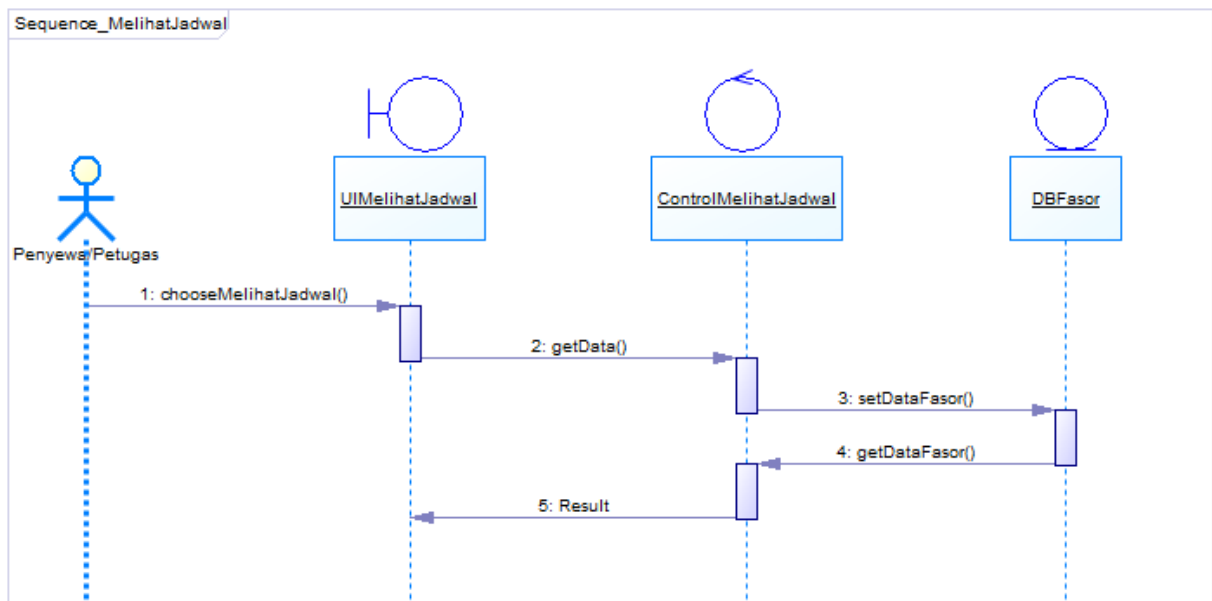 Sequence_MelihatJadwal
UIMelihatJadwal
ControlMelihatJadwal
DBFasor
Penyewa/Petugas
1: chooseMelihatJadwal()
2: getData()
3: setDataFasor()
4: getDataFasor()
5: Result